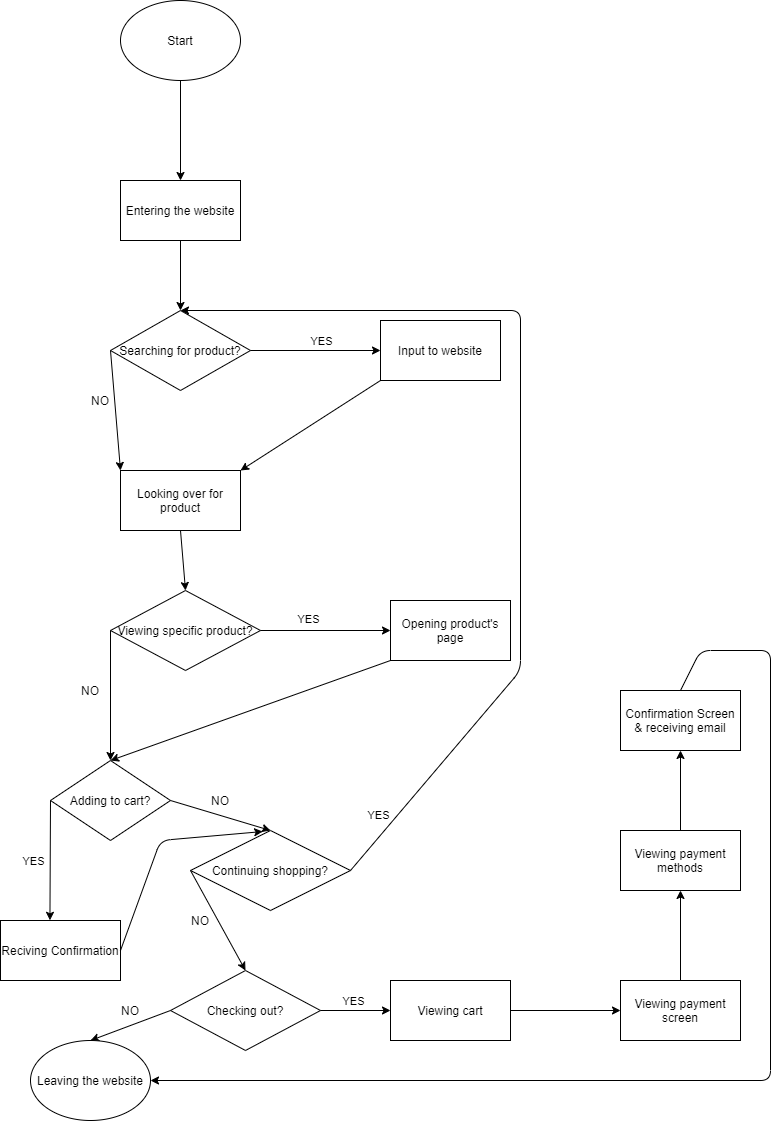 Start
Entering the website
Searching for product?
YES
Input to website
NO
Looking over for
product
Viewing specific product?
YES
Opening product's
page
NO
Confirmation Screen
& receiving email
Adding to cart?
NO
YES
YES
Continuing shopping?
Viewing payment
methods
NO
Reciving Confirmation
Checking out?
NO
YES
Viewing cart
Viewing payment
screen
Leaving the website